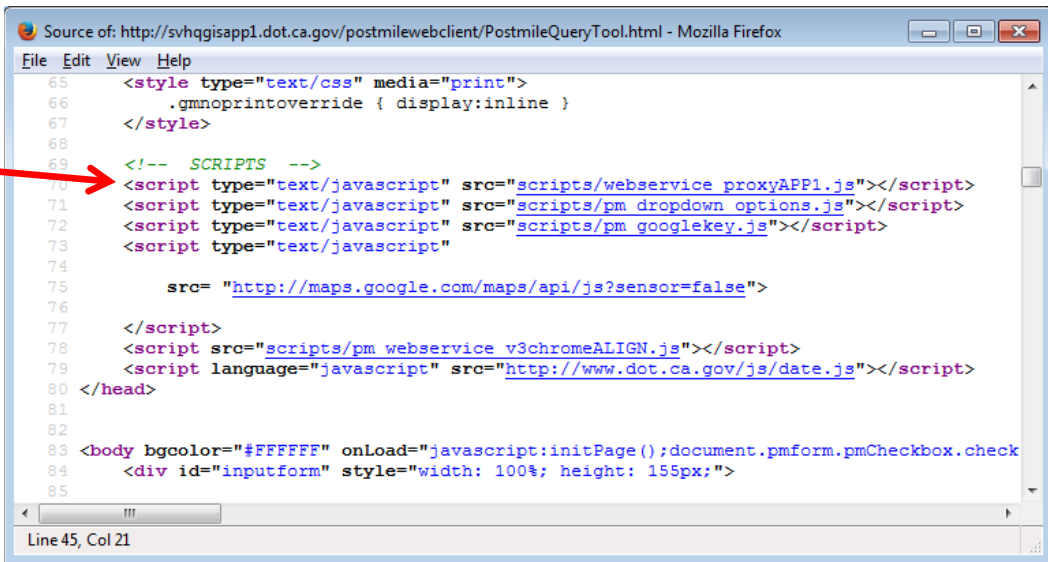 Source of: http://svhqgisapp1.dot.ca.gov/postmilewebclient/PostmileQueryTool.html - Mozilla Firefox
File Edit View Help
65 <style type="text/css" media="print">
66 .gmnoprintoverride { display:inline }
67 </style>
68
69 <!-- SCRIPTS -->
70 <script type="text/javascript" src="scripts/webservice_proxyAPP1.js"></script>
71 <script type="text/javascript" src="scripts/pm_dropdown_options.js"></script>
72 <script type="text/javascript" src="scripts/pm_googlekey.js"></script>
73 <script type="text/javascript"
74
75 src= "http://maps.google.com/maps/api/js?sensor=false">
76
77 </script>
78 <script src="scripts/pm_webservice_v3chromeALIGN.js"></script>
79 <script language="javascript" src="http://www.dot.ca.gov/js/date.js"></script>
80 </head>
81
82
83 <body bgcolor="#FFFFFF" onLoad="javascript:initPage();document.pmform.pmCheckbox.check
84 <div id="inputform" style="width: 100%; height: 155px;">
85
Line 45, Col 21